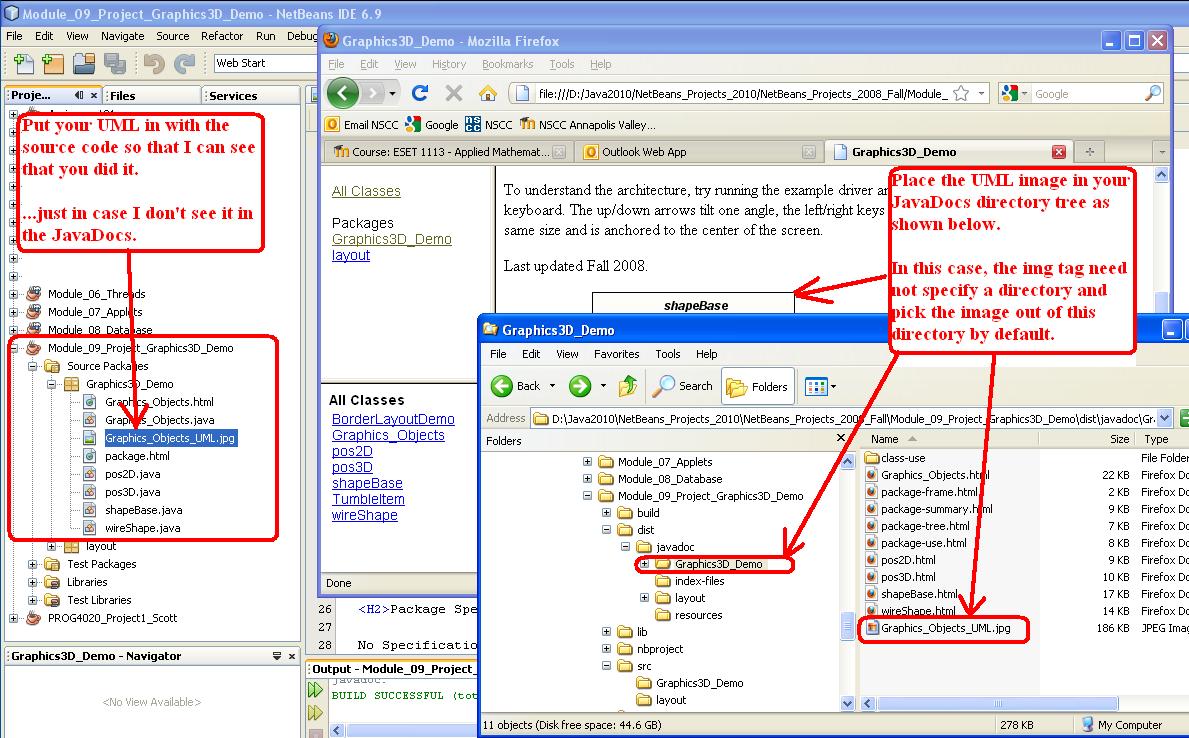 Module_09_Project_Graphics3D_Demo - NetBeans IDE 6.9
File Edit View Navigate Source Refactor Run Debug
Web Start
Proje...
Files
Services
Put your UML in with the
source code so that I can see
that you did it.
...just in case I don't see it in
the JavaDocs.
Module_06_Threads
Module_07_Applets
Module_08_Database
Module_09_Project_Graphics3D_Demo
Source Packages
Graphics3D_Demo
Graphics_Objects.html
Graphics_Objects.java
Graphics_Objects_UML.jpg
package.html
pos2D.java
pos3D.java
shapeBase.java
wireShape.java
layout
Test Packages
Libraries
Test Libraries
PROG4020_Project1_Scott
Graphics3D_Demo - Navigator
<No View Available>
Graphics3D_Demo - Mozilla Firefox
File Edit View History Bookmarks Tools Help
file:///D:/Java2010/NetBeans_Projects_2010/NetBeans_Projects_2008_Fall/Module_
Google
Email NSCC Google NSCC NSCC Annapolis Valley...
Course: ESET 1113 - Applied Mathemat...
Outlook Web App
Graphics3D_Demo
All Classes
Packages
Graphics3D_Demo
layout
All Classes
BorderLayoutDemo
Graphics_Objects
pos2D
pos3D
shapeBase
TumbleItem
wireShape
Done
To understand the architecture, try running the example driver
keyboard. The up/down arrows tilt one angle, the left/right keys
same size and is anchored to the center of the screen.
Last updated Fall 2008.
shapeBase
Place the UML image in your
JavaDocs directory tree as
shown below.
In this case, the img tag need
not specify a directory and
pick the image out of this
directory by default.
26 <H2>Package Spe
27
28 No Specification
Output - Module_09_Project_
javadoc:
BUILD SUCCESSFUL (tot
Graphics3D_Demo
File Edit View Favorites Tools Help
Back
Search
Folders
Address D:\Java2010\NetBeans_Projects_2010\NetBeans_Projects_2008_Fall\Module_09_Project_Graphics3D_Demo\dist\javadoc\Gr
Folders
Module_07_Applets
Module_08_Database
Module_09_Project_Graphics3D_Demo
build
dist
javadoc
Graphics3D_Demo
index-files
layout
resources
lib
nbproject
src
Graphics3D_Demo
layout
Name Size Type
class-use File Folder
Graphics_Objects.html 22 KB Firefox Do
package-frame.html 2 KB Firefox Do
package-summary.html 9 KB Firefox Do
package-tree.html 7 KB Firefox Do
package-use.html 8 KB Firefox Do
pos2D.html 9 KB Firefox Do
pos3D.html 10 KB Firefox Do
shapeBase.html 17 KB Firefox Do
wireShape.html 14 KB Firefox Do
Graphics_Objects_UML.jpg 186 KB JPEG Imag
11 objects (Disk free space: 44.6 GB)
278 KB
My Computer